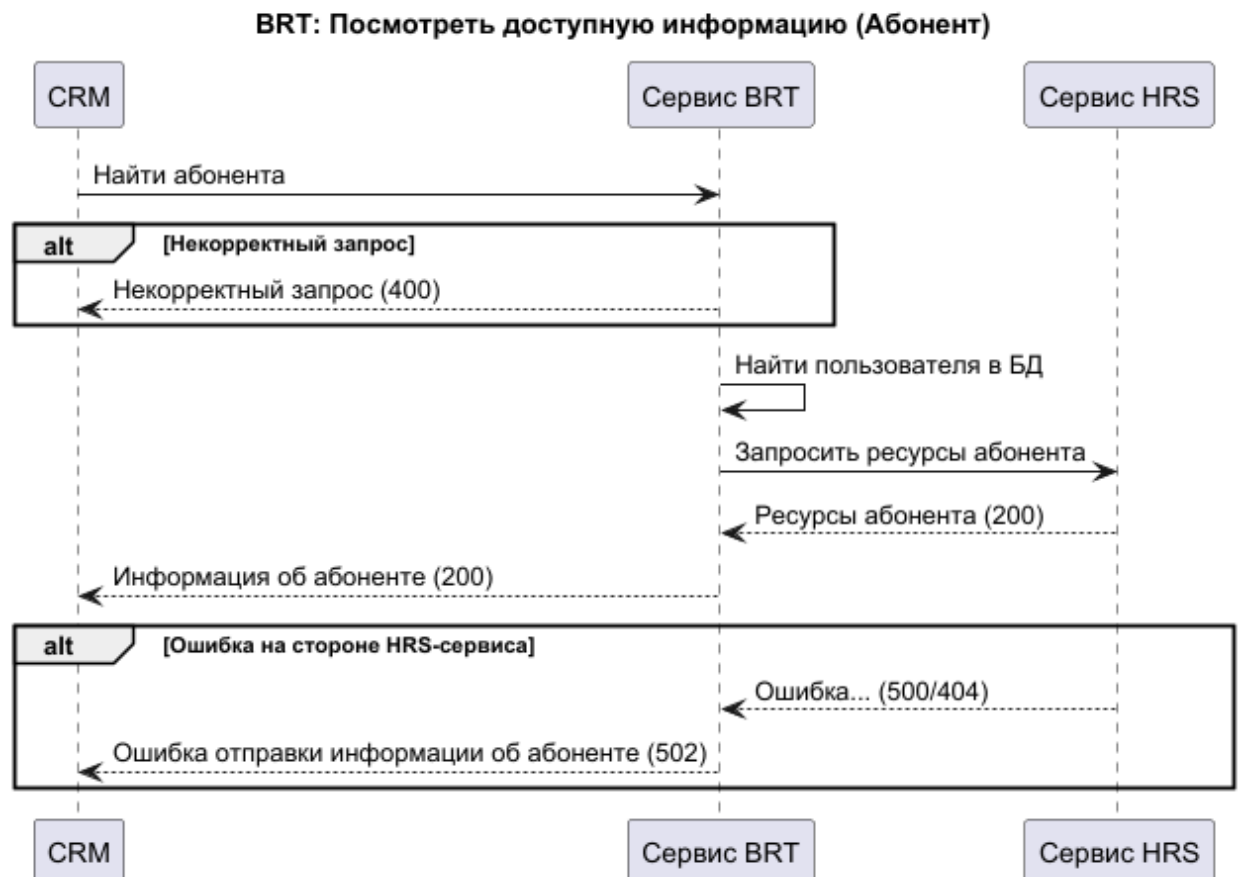 BRT: Посмотреть доступную информацию (Абонент)
CRM
Сервис BRT
Сервис HRS
Найти абонента
alt
[Некорректный запрос]
Некорректный запрос (400)
Найти пользователя в БД
Запросить ресурсы абонента
Ресурсы абонента (200)
Информация об абоненте (200)
alt
[Ошибка на стороне HRS-сервиса]
Ошибка... (500/404)
Ошибка отправки информации об абоненте (502)
CRM
Сервис BRT
Сервис HRS